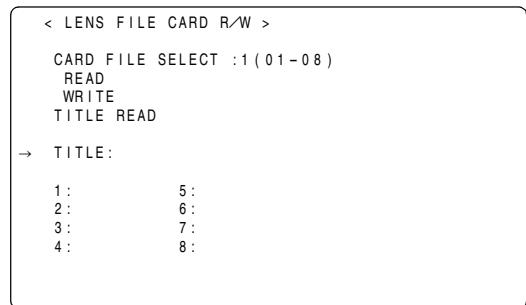 < LENS FILE CARD R/W >
CARD FILE SELECT :1(01–08)
READ
WRITE
TITLE READ
→ TITLE:
1: 5:
2: 6:
3: 7:
4: 8: